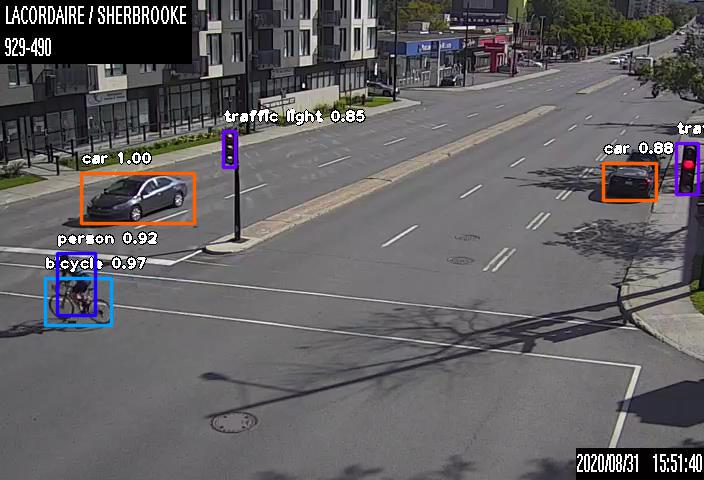 LACORDAIRE / SHERBROOKE
929-490
traffic light 0.85
car 1.00
car 0.88
person 0.92
bicycle 0.97
2020/08/31 15:51:40